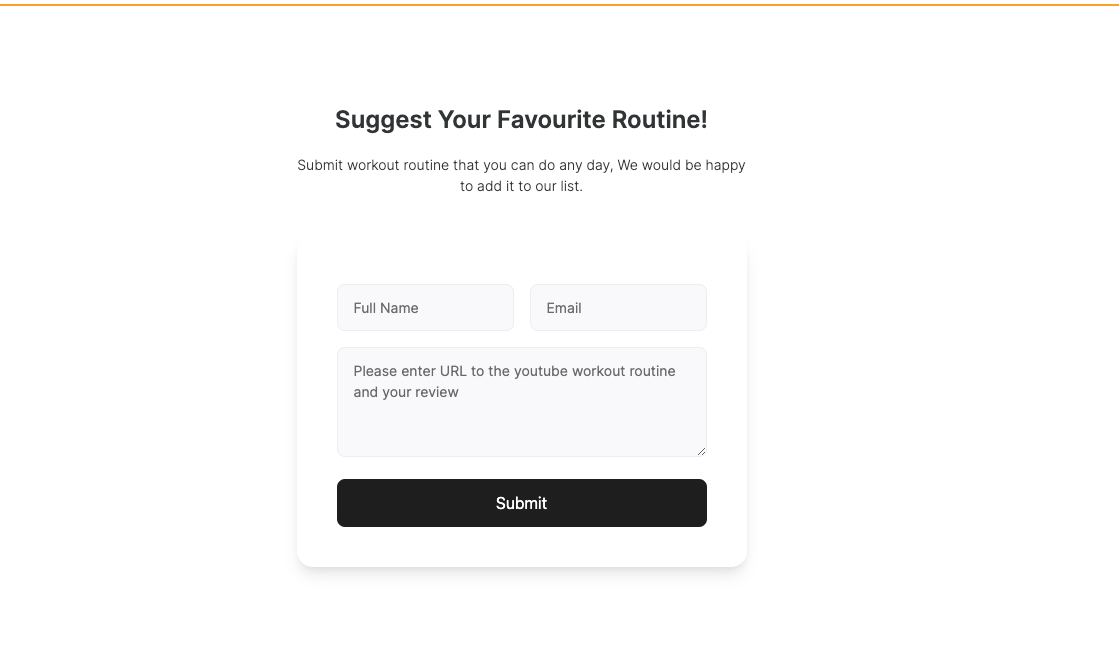 Suggest Your Favourite Routine!
Submit workout routine that you can do any day, We would be happy
to add it to our list.
Full Name
Email
Please enter URL to the youtube workout routine
and your review
Submit